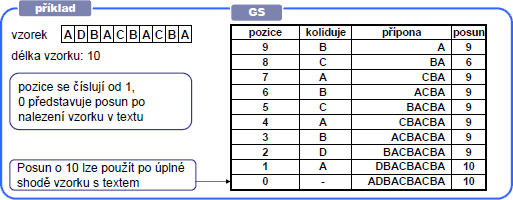 příklad
vzorek A D B A C B A C B A
délka vzorku: 10
pozice se číslují od 1,
0 představuje posun po
nalezení vzorku v textu
Posun o 10 lze použít po úplné
shodě vzorku s textem
GS
pozice koliduje přípona posun
9 B A 9
8 C BA 6
7 A CBA 9
6 B ACBA 9
5 C BACBA 9
4 A CBACBA 9
3 B ACBACBA 9
2 D BACBACBA 9
1 A DBACBACBA 10
0 - ADBACBACBA 10